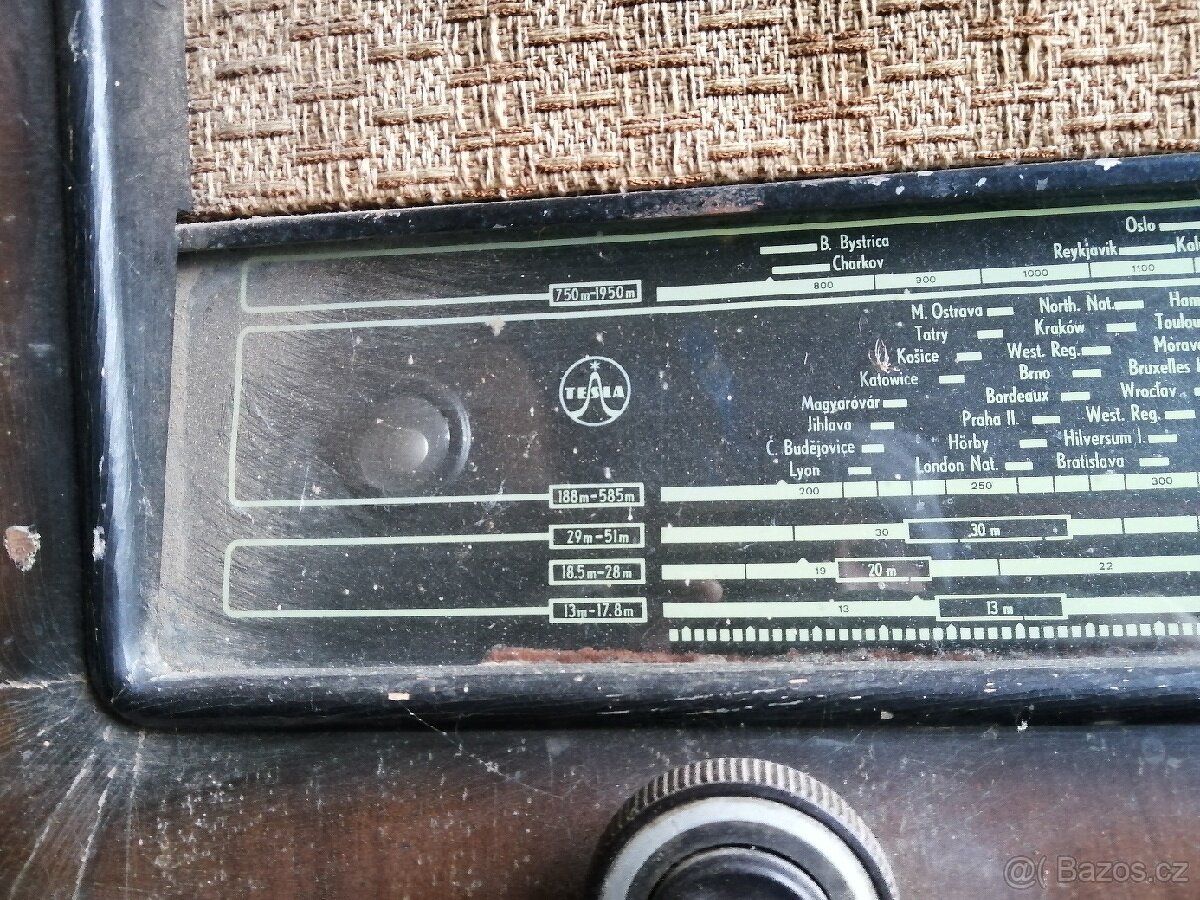 Oslo
B. Bystrica
Reykjavik
Charkov
750m-1950m
800 900 1000 1100
M. Ostrava North. Nat.
Tatry Kraków
Košice West. Reg.
Katowice Brno Bruxelles
Magyaróvár Bordeaux Wrocław
Jihlava Praha II. West. Reg.
Č. Budějovice Hörby Hilversum I.
Lyon London Nat. Bratislava
TESLA
188m-585m
200 250 300
29m-51m
30 30 m
18.5m-28m
19 20 m 22
13m-17.8m
13 13 m
Bazos.cz